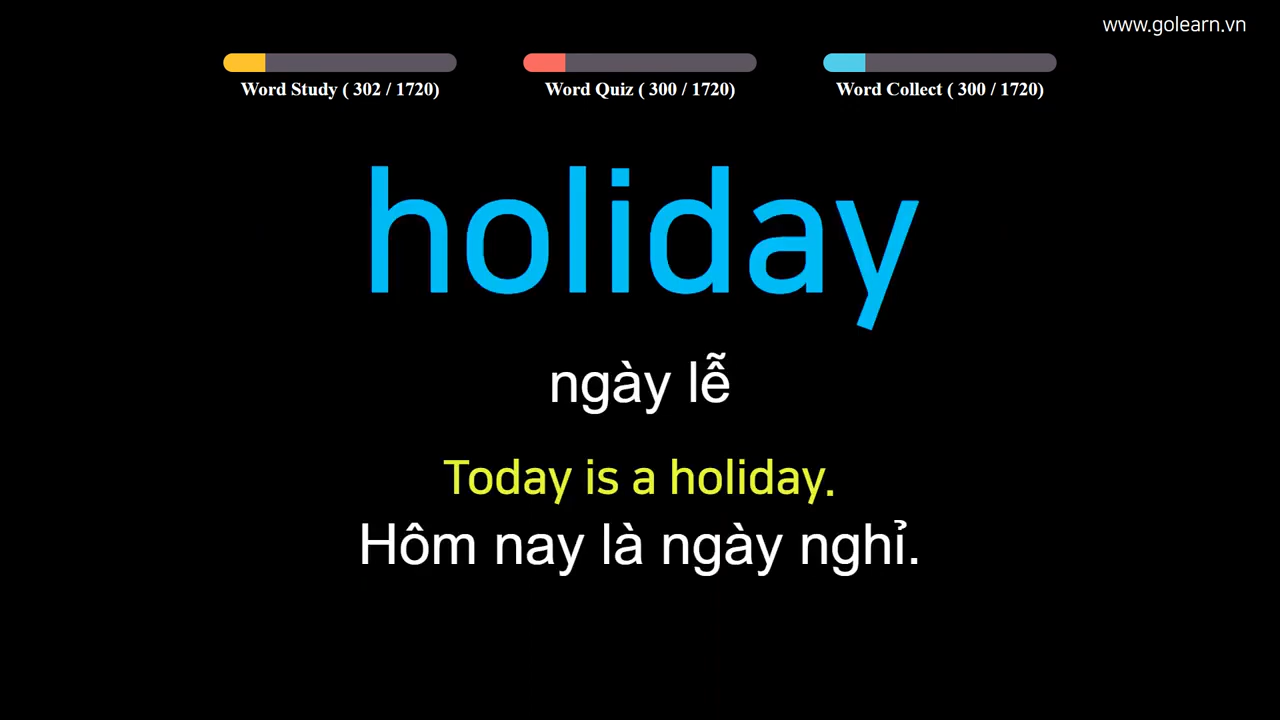 www.golearn.vn
Word Study ( 302 / 1720)
Word Quiz ( 300 / 1720)
Word Collect ( 300 / 1720)
holiday
ngày lễ
Today is a holiday.
Hôm nay là ngày nghỉ.